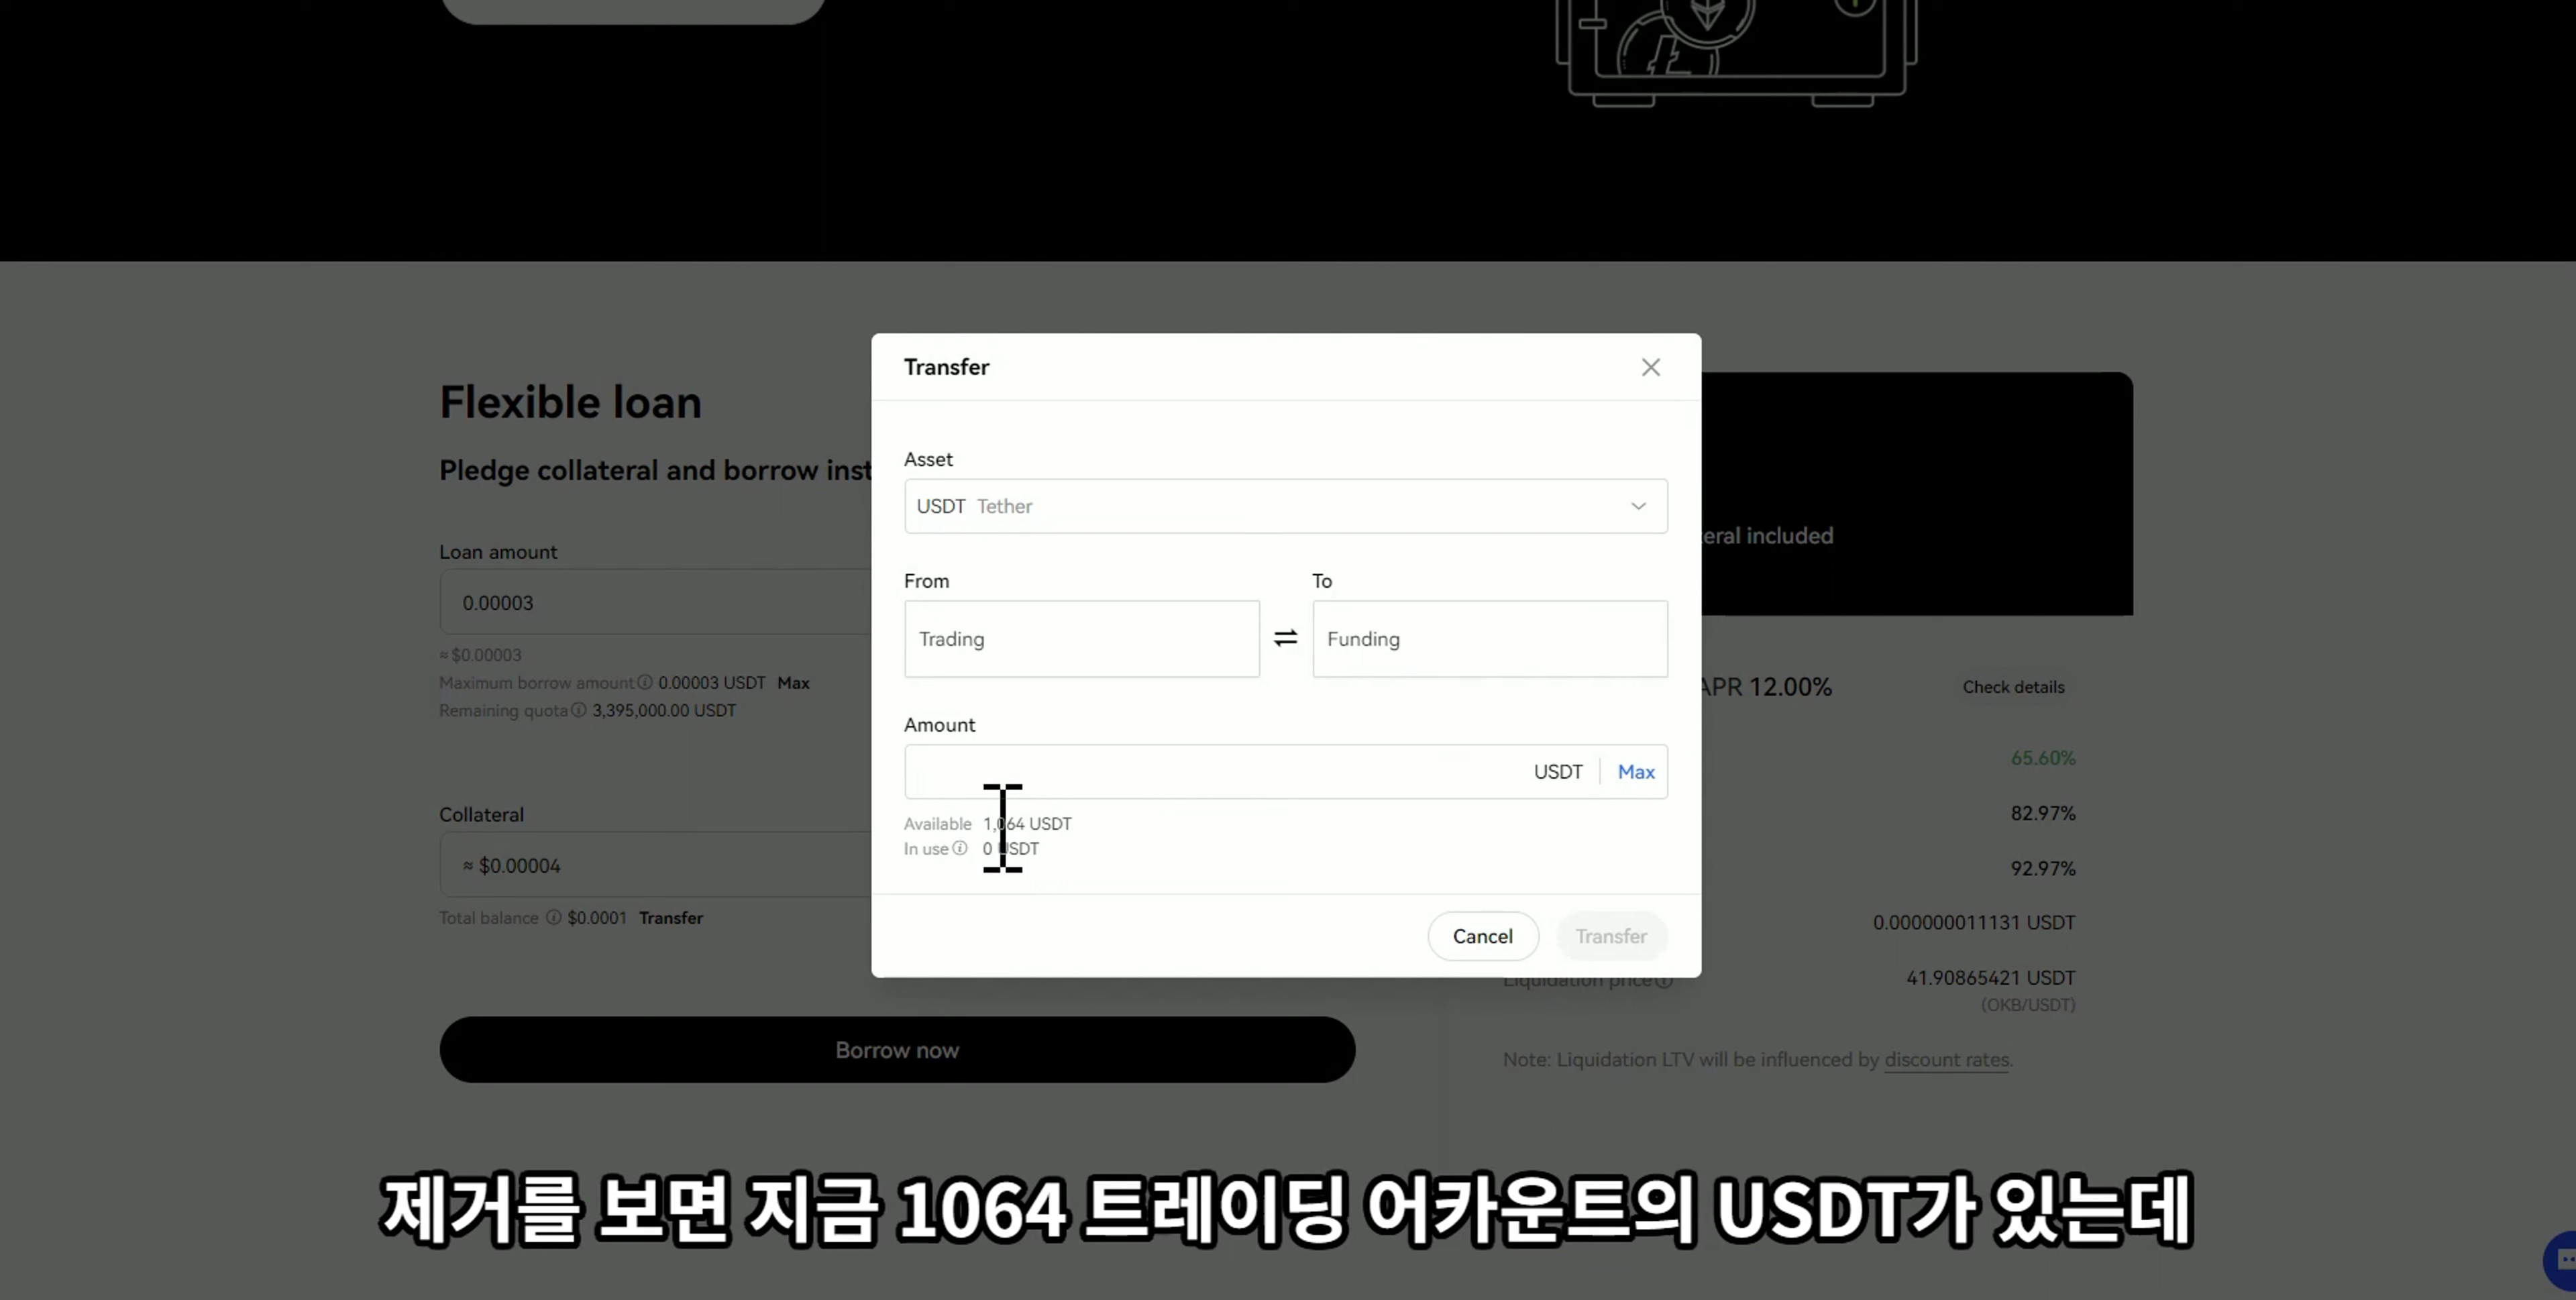 Transfer
Asset
USDT Tether
From
To
Trading
Funding
Amount
USDT Max
Available 1,064 USDT
In use 0 USDT
Cancel
Transfer
Flexible loan
Pledge collateral and borrow
Loan amount
0.00003
≈ $0.00003
Maximum borrow amount 0.00003 USDT Max
Remaining quota 3,395,000.00 USDT
Collateral
≈ $0.00004
Total balance $0.0001 Transfer
Borrow now
included
APR 12.00%
Check details
65.60%
82.97%
92.97%
0.000000011131 USDT
Liquidation price
41.90865421 USDT
(OKB/USDT)
Note: Liquidation LTV will be influenced by discount rates.
제거를 보면 지금 1064 트레이딩 어카운트의 USDT가 있는데